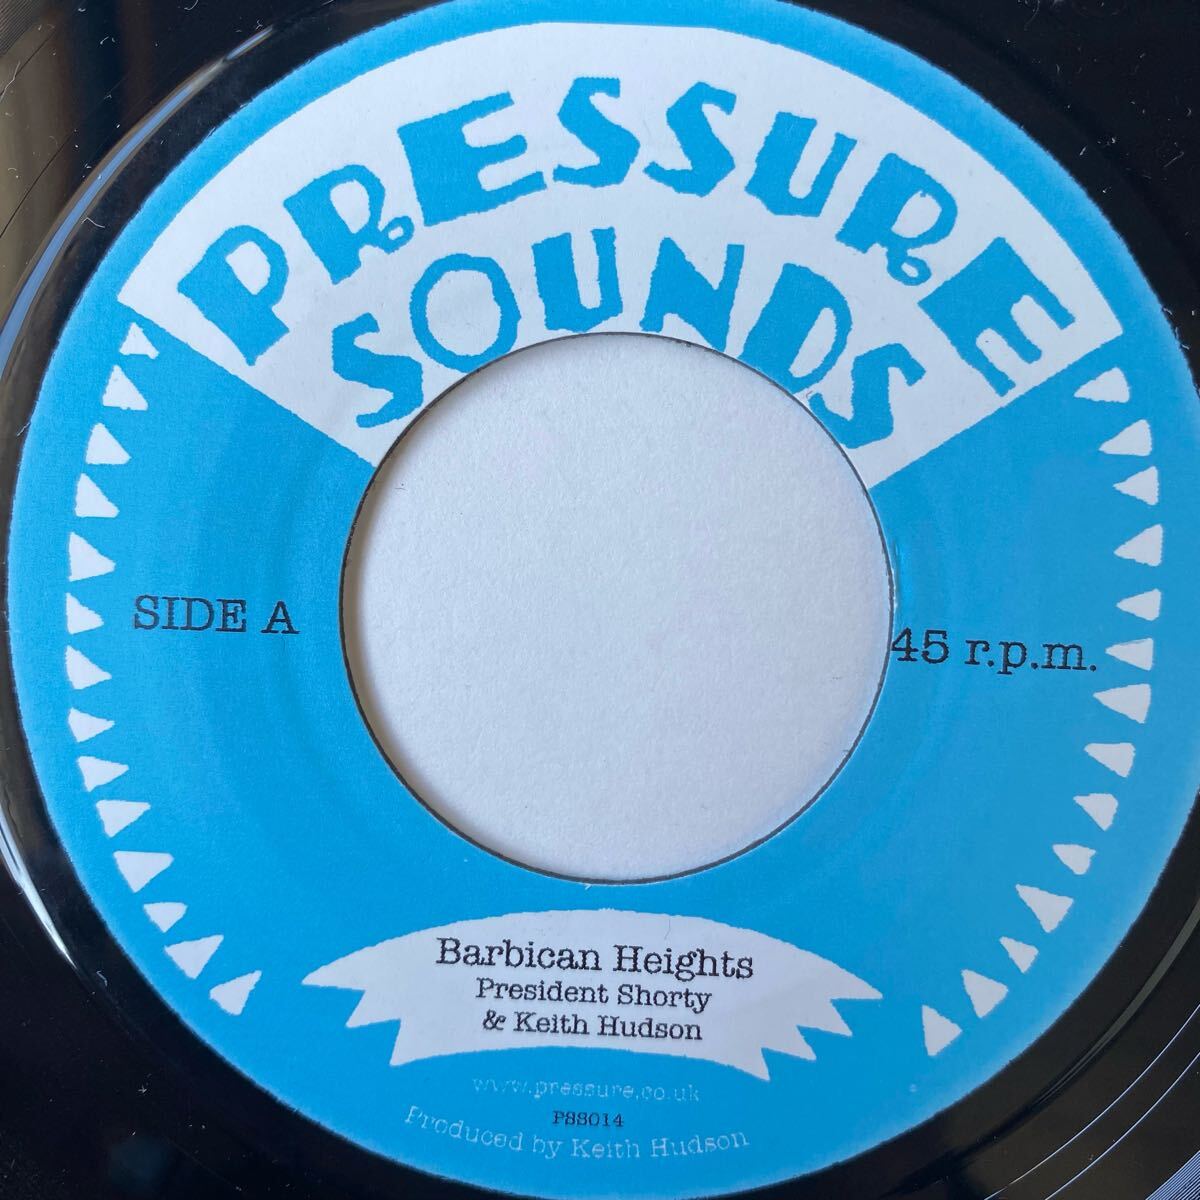 PRESSURE
SOUNDS
SIDE A
45 r.p.m.
Barbican Heights
President Shorty
& Keith Hudson
www.pressure.co.uk
PSS014
Produced by Keith Hudson